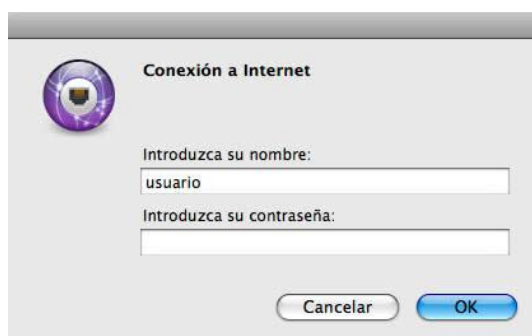 Conexión a Internet
Introduzca su nombre:
usuario
Introduzca su contraseña:
Cancelar
OK